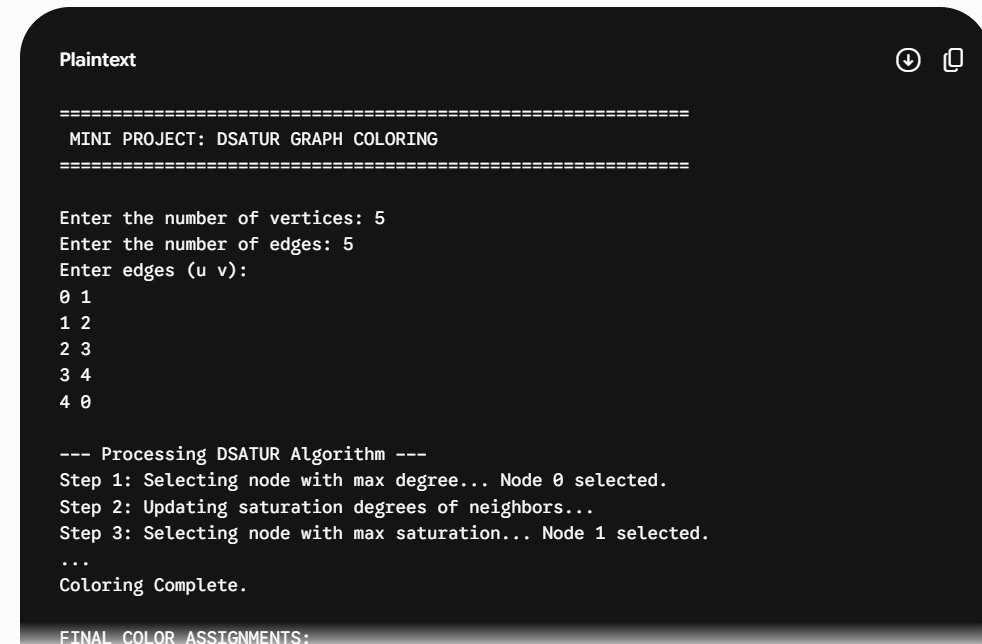 Plaintext
============================================================
MINI PROJECT: DSATUR GRAPH COLORING
============================================================
Enter the number of vertices: 5
Enter the number of edges: 5
Enter edges (u v):
0 1
1 2
2 3
3 4
4 0
--- Processing DSATUR Algorithm ---
Step 1: Selecting node with max degree... Node 0 selected.
Step 2: Updating saturation degrees of neighbors...
Step 3: Selecting node with max saturation... Node 1 selected.
...
Coloring Complete.
FINAL COLOR ASSIGNMENTS: